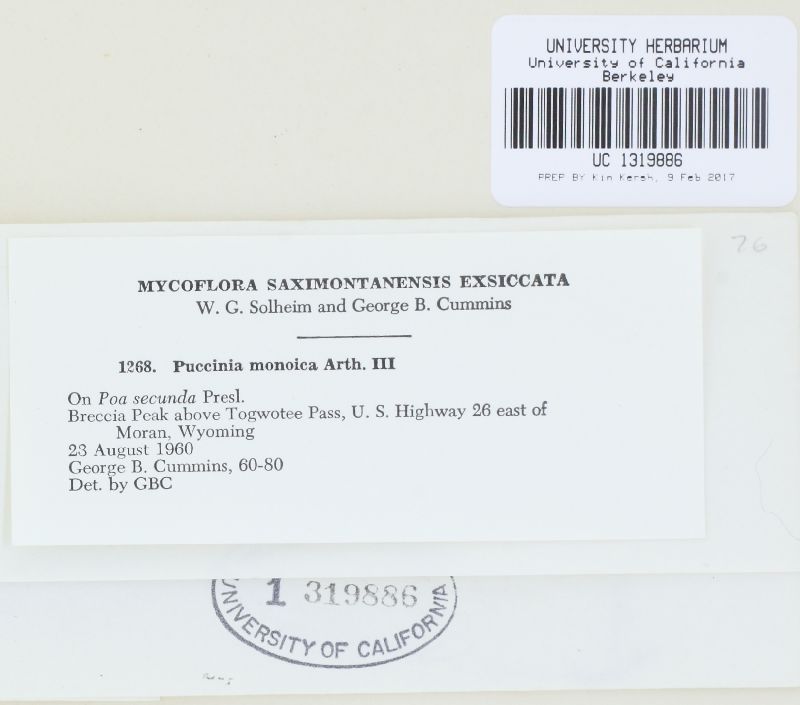 UNIVERSITY HERBARIUM
University of California
Berkeley
UC 1319886
PREP BY Kin Kersh, 9 Feb 2017
76
MYCOFLORA SAXIMONTANENSIS EXSICCATA
W. G. Solheim and George B. Cummins
1268. Puccinia monoica Arth. III
On Poa secunda Presl.
Breccia Peak above Togwotee Pass, U. S. Highway 26 east of
Moran, Wyoming
23 August 1960
George B. Cummins, 60-80
Det. by GBC
1 319886
UNIVERSITY OF CALIFORNIA